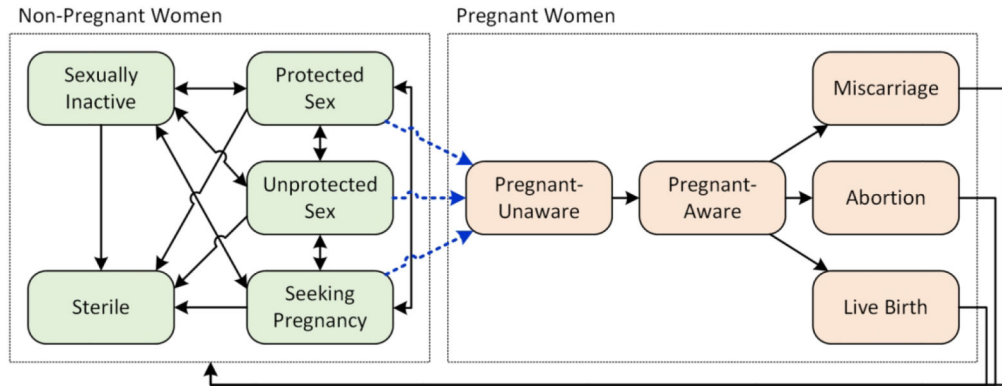 Non-Pregnant Women
Pregnant Women
Sexually
Inactive
Protected
Sex
Miscarriage
Unprotected
Sex
Pregnant-
Unaware
Pregnant-
Aware
Abortion
Sterile
Seeking
Pregnancy
Live Birth